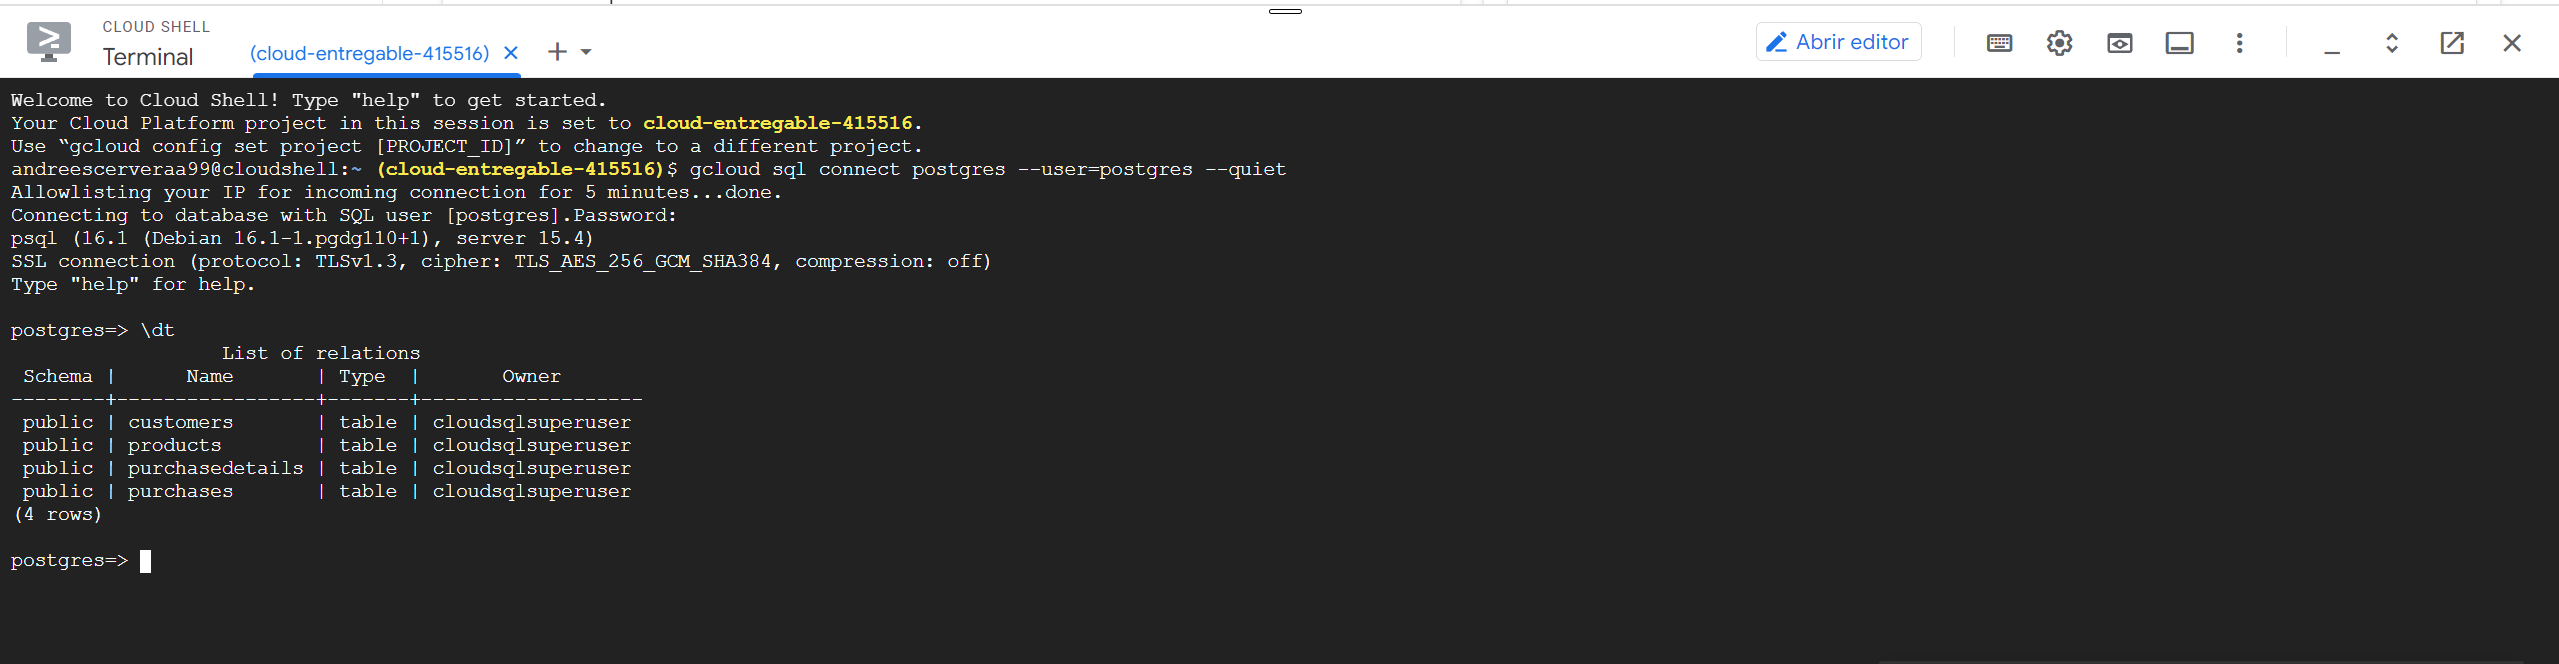 CLOUD SHELL
Terminal
(cloud-entregable-415516)
Abrir editor
Welcome to Cloud Shell! Type "help" to get started.
Your Cloud Platform project in this session is set to cloud-entregable-415516.
Use “gcloud config set project [PROJECT_ID]” to change to a different project.
andreescerveraa99@cloudshell:~ (cloud-entregable-415516)$ gcloud sql connect postgres --user=postgres --quiet
Allowlisting your IP for incoming connection for 5 minutes...done.
Connecting to database with SQL user [postgres].Password:
psql (16.1 (Debian 16.1-1.pgdg110+1), server 15.4)
SSL connection (protocol: TLSv1.3, cipher: TLS_AES_256_GCM_SHA384, compression: off)
Type "help" for help.
postgres=> \dt
List of relations
Schema | Name | Type | Owner
--------+-----------------+-------+-------------------
public | customers | table | cloudsqlsuperuser
public | products | table | cloudsqlsuperuser
public | purchasedetails | table | cloudsqlsuperuser
public | purchases | table | cloudsqlsuperuser
(4 rows)
postgres=>